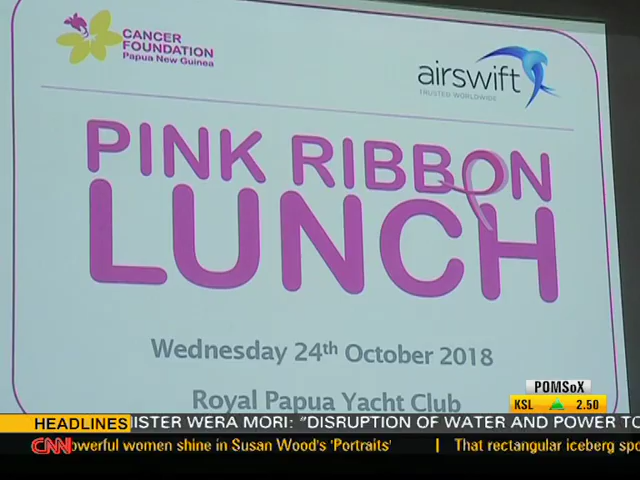 CANCER
FOUNDATION
Papua New Guinea
airswift
TRUSTED WORLDWIDE
PINK RIBBON
LUNCH
Wednesday 24th October 2018
Royal Papua Yacht Club
POMSoX
KSL 2.50
HEADLINES ISTER WERA MORI: "DISRUPTION OF WATER AND POWER TO
CNN owerful women shine in Susan Wood's 'Portraits' | That rectangular iceberg spo